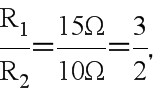 R₁/R₂ = 15Ω/10Ω = 3/2,